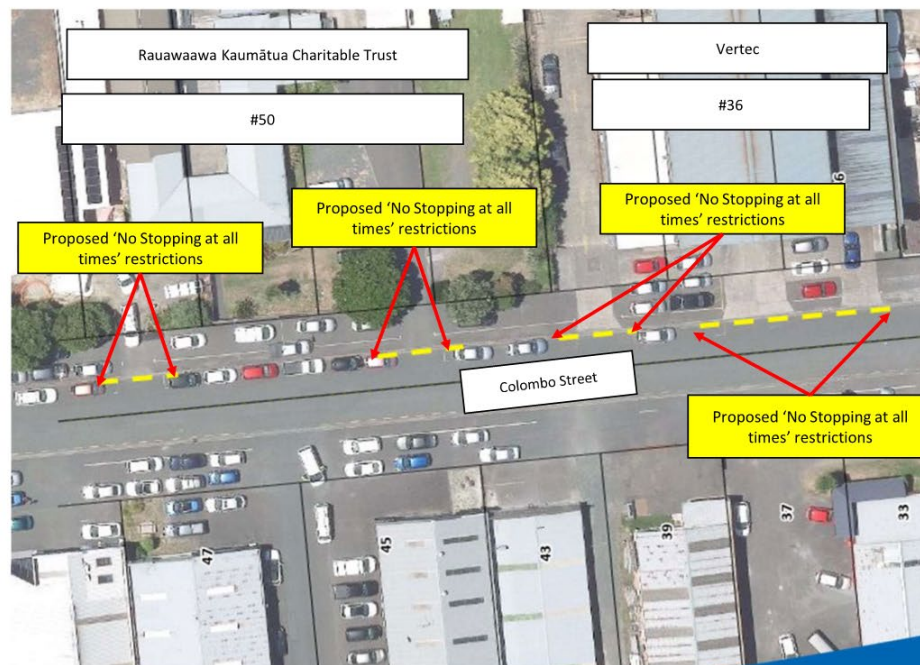 Rauawaawa Kaumātua Charitable Trust
Vertec
#50
#36
6
Proposed ‘No Stopping at all
times’ restrictions
Proposed ‘No Stopping at all
times’ restrictions
Proposed ‘No Stopping at all
times’ restrictions
Colombo Street
Proposed ‘No Stopping at all
times’ restrictions
47
45
43
39
37
33